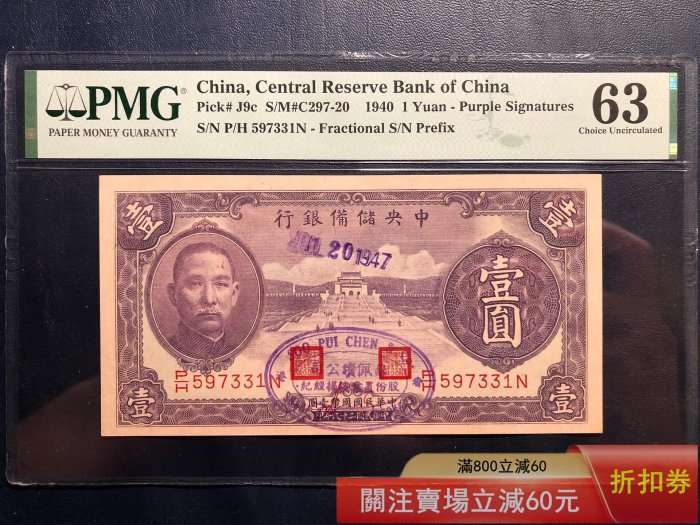 PMG
PAPER MONEY GUARANTY
China, Central Reserve Bank of China
Pick# J9c S/M#C297-20 1940 1 Yuan - Purple Signatures
S/N P/H 597331N - Fractional S/N Prefix
63
Choice Uncirculated
行銀備儲央中
壹
壹
JUL 20 1947
壹圓
PUI CHEN
P/H 597331N
P/H 597331N
壹
壹
滿800立減60
關注賣場立減60元
折扣券